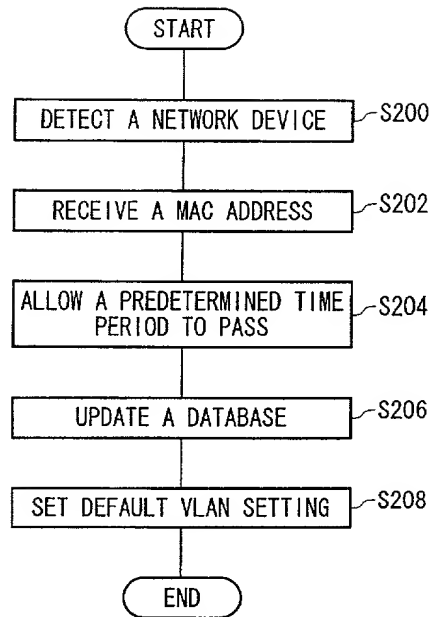 START
DETECT A NETWORK DEVICE
S200
RECEIVE A MAC ADDRESS
S202
ALLOW A PREDETERMINED TIME
PERIOD TO PASS
S204
UPDATE A DATABASE
S206
SET DEFAULT VLAN SETTING
S208
END